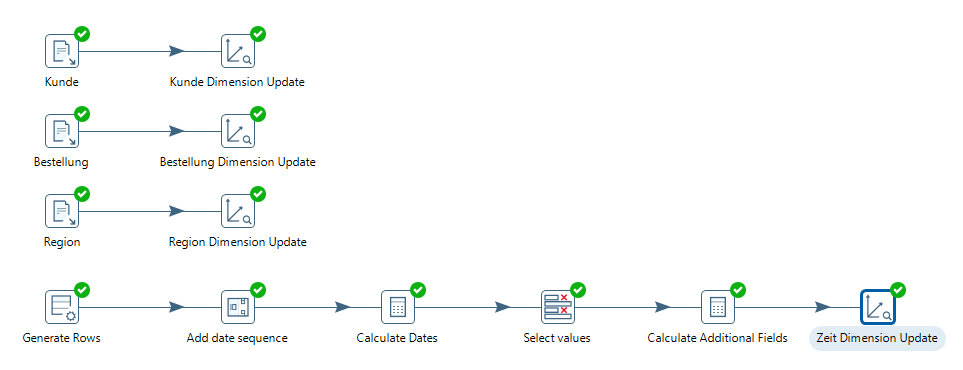 Kunde
Kunde Dimension Update
Bestellung
Bestellung Dimension Update
Region
Region Dimension Update
Generate Rows
Add date sequence
Calculate Dates
Select values
Calculate Additional Fields
Zeit Dimension Update